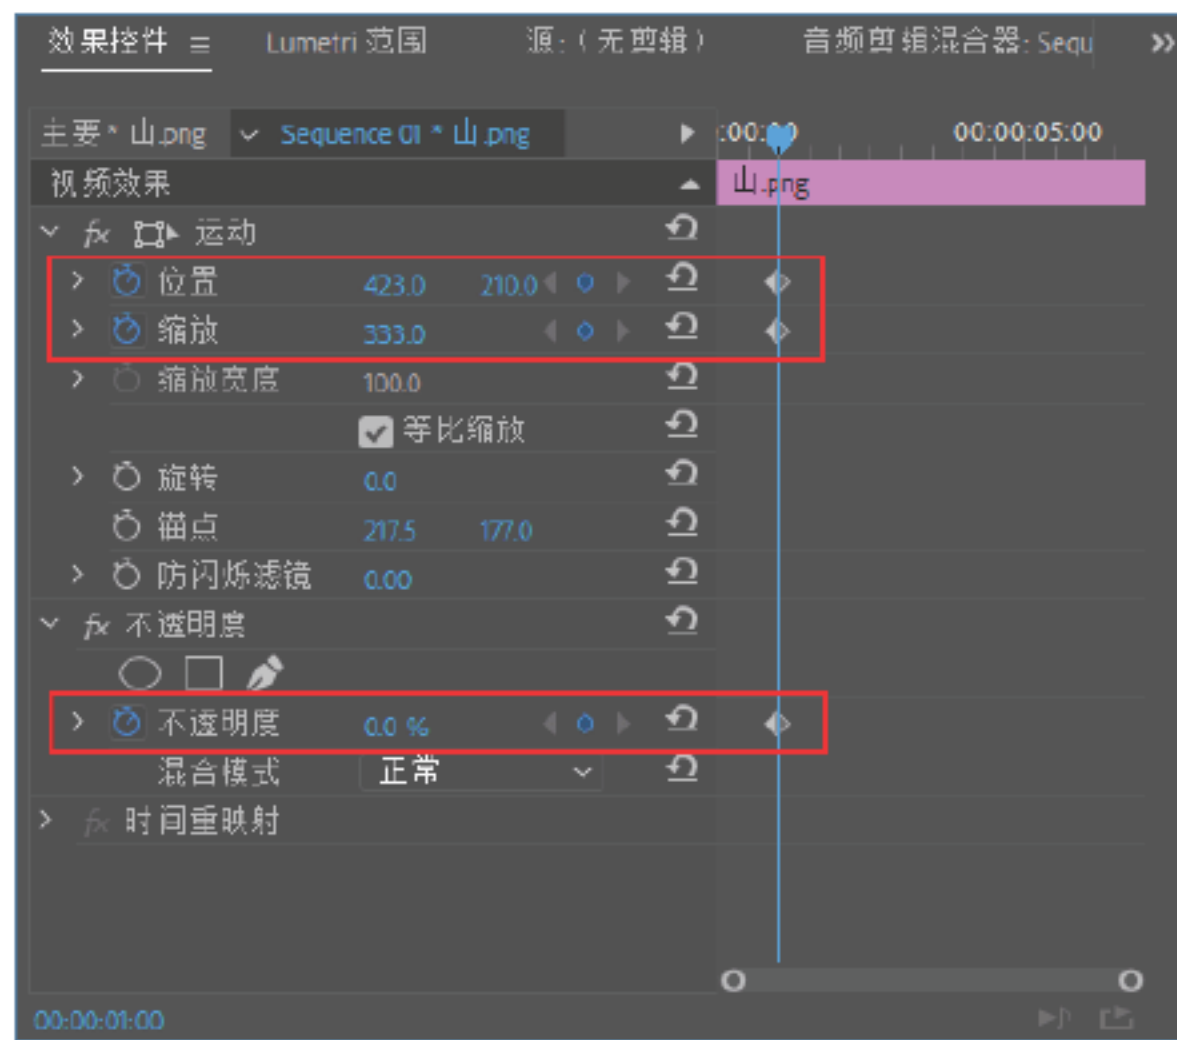 效果控件 Lumetri 范围 源:(无剪辑) 音频剪辑混合器: Sequ
主要*山.png Sequence 01 * 山.png :00:00 00:00:05:00
视频效果 山.png
fx 运动
位置 423.0 210.0
缩放 333.0
缩放宽度 100.0
等比缩放
旋转 0.0
锚点 217.5 177.0
防闪烁滤镜 0.00
fx 不透明度
不透明度 0.0 %
混合模式 正常
fx 时间重映射
00:00:01:00